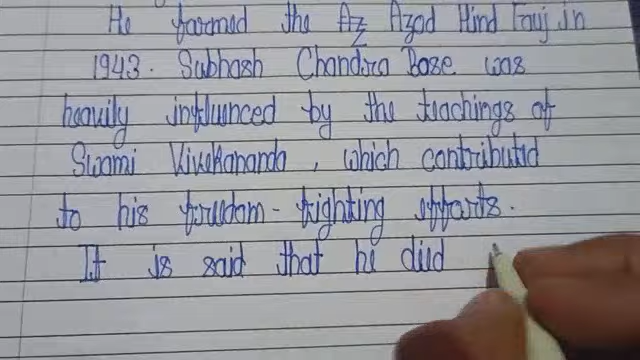 He formed the Az Azad Hind Fauj in
1943. Subhash Chandra Bose was
heavily influenced by the teachings of
Swami Vivekananda, which contributed
to his freedom-fighting efforts.
It is said that he died